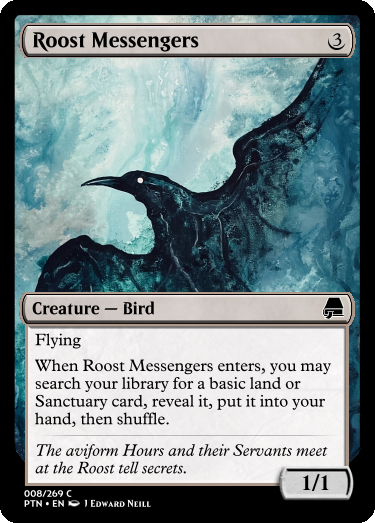 Roost Messengers 3
Creature — Bird
Flying
When Roost Messengers enters, you may
search your library for a basic land or
Sanctuary card, reveal it, put it into your
hand, then shuffle.
The aviform Hours and their Servants meet
at the Roost tell secrets.
1/1
008/269 C
PTN • EN J Edward Neill